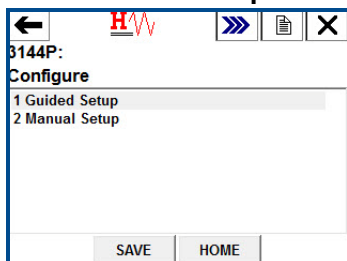 H
3144P:
Configure
1 Guided Setup
2 Manual Setup
SAVE HOME